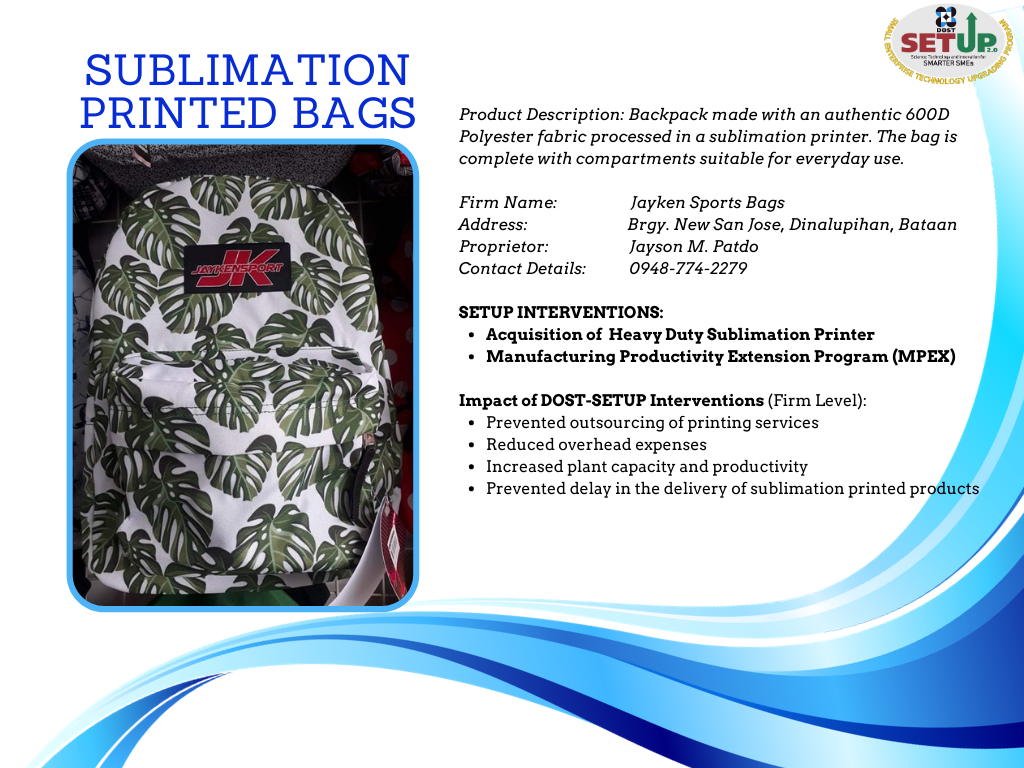 SUBLIMATION
PRINTED BAGS
JK
JAYKENSPORT
DOST
SETUP 2.0
Science Technology and Innovation for
SMARTER SMEs
SMALL ENTERPRISE TECHNOLOGY UPGRADING PROGRAM
Product Description: Backpack made with an authentic 600D
Polyester fabric processed in a sublimation printer. The bag is
complete with compartments suitable for everyday use.
Firm Name: Jayken Sports Bags
Address: Brgy. New San Jose, Dinalupihan, Bataan
Proprietor: Jayson M. Patdo
Contact Details: 0948-774-2279
SETUP INTERVENTIONS:
• Acquisition of Heavy Duty Sublimation Printer
• Manufacturing Productivity Extension Program (MPEX)
Impact of DOST-SETUP Interventions (Firm Level):
• Prevented outsourcing of printing services
• Reduced overhead expenses
• Increased plant capacity and productivity
• Prevented delay in the delivery of sublimation printed products